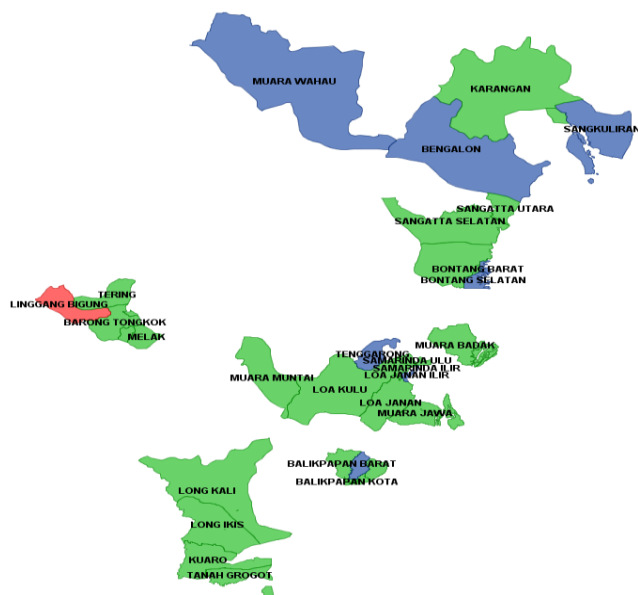 MUARA WAHAU
KARANGAN
SANGKULIRAN
BENGALON
SANGATTA UTARA
SANGATTA SELATAN
BONTANG BARAT
BONTANG SELATAN
TERING
LINGGANG BIGUNG
BARONG TONGKOK
MELAK
MUARA BADAK
TENGGARONG
SAMARINDA ULU
SAMARINDA ILIR
LOA JANAN ILIR
MUARA MUNTAI
LOA KULU
LOA JANAN
MUARA JAWA
BALIKPAPAN BARAT
BALIKPAPAN KOTA
LONG KALI
LONG IKIS
KUARO
TANAH GROGOT